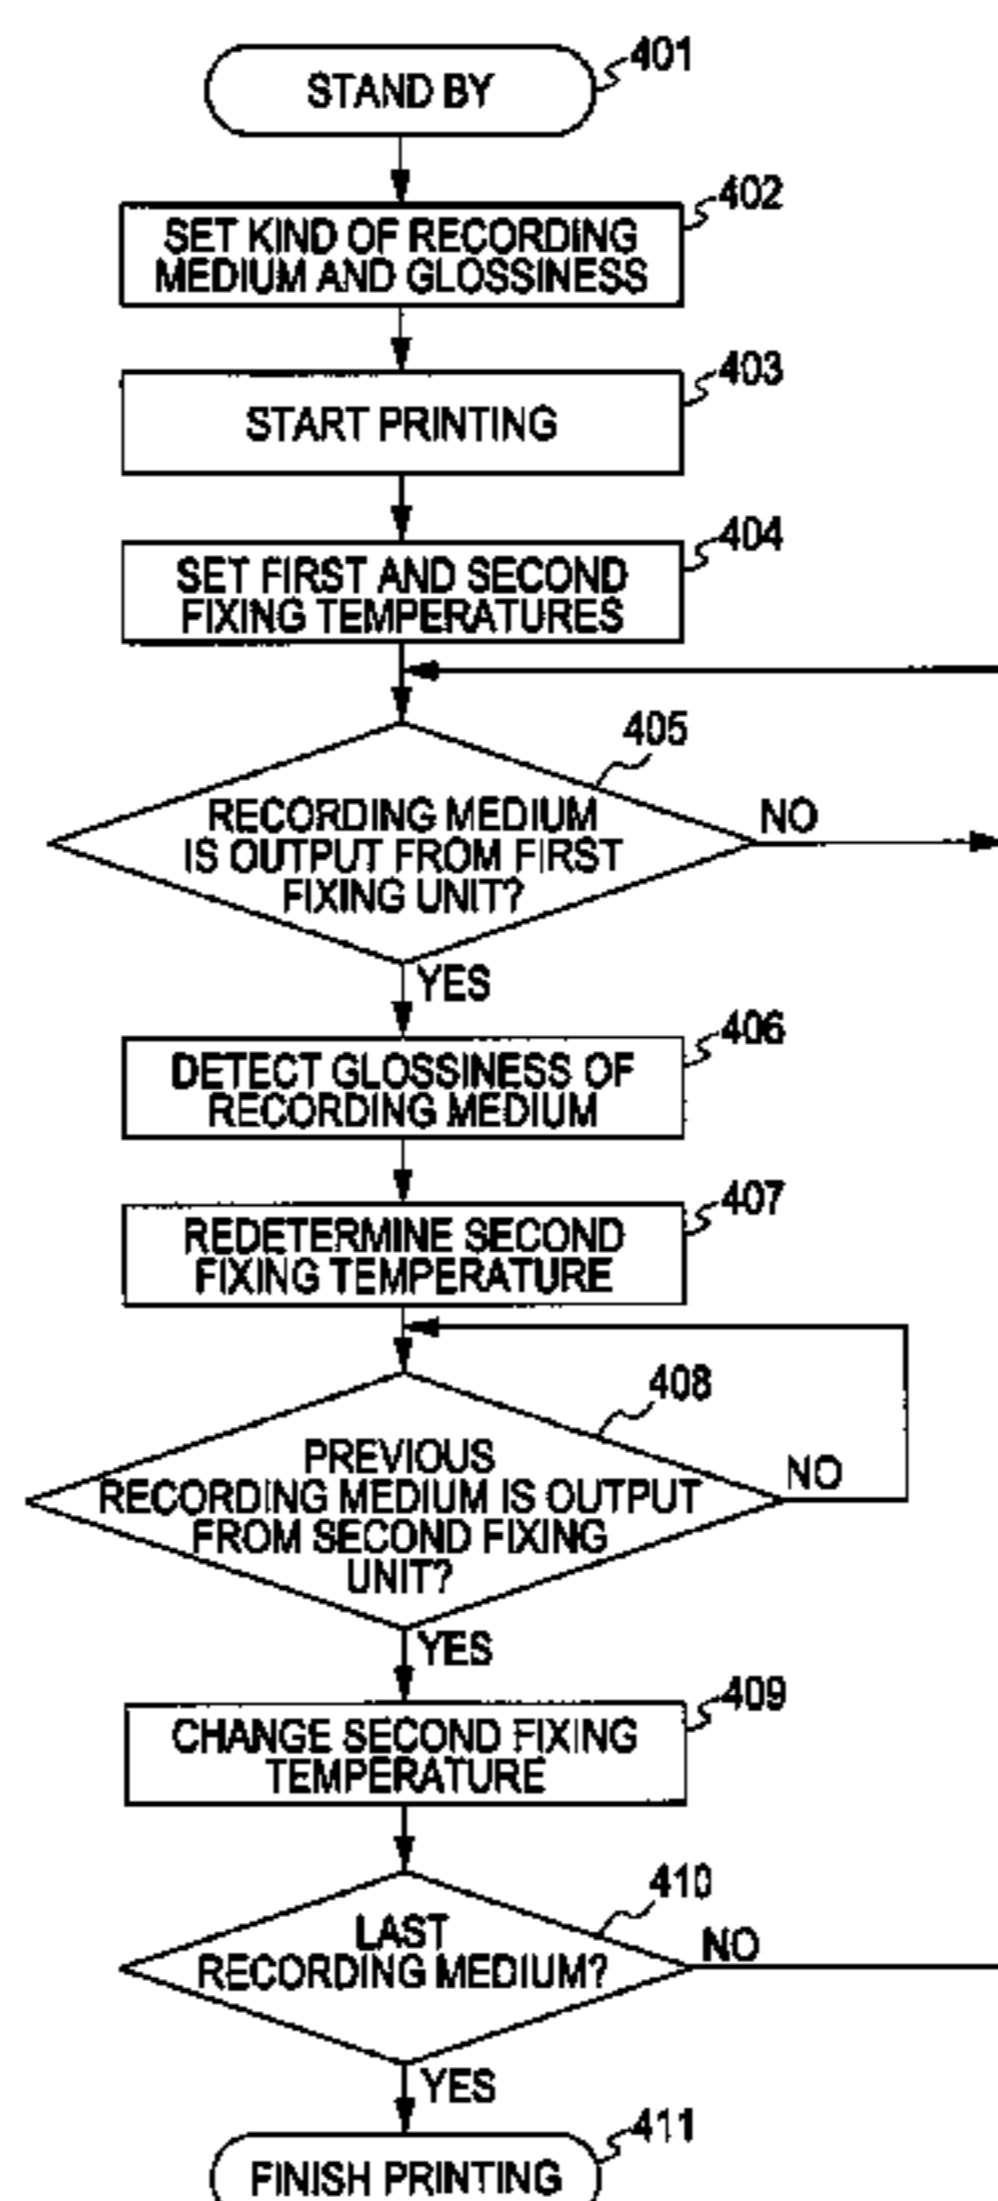 401
STAND BY
402
SET KIND OF RECORDING
MEDIUM AND GLOSSINESS
403
START PRINTING
404
SET FIRST AND SECOND
FIXING TEMPERATURES
405
RECORDING MEDIUM
IS OUTPUT FROM FIRST
FIXING UNIT?
NO
YES
406
DETECT GLOSSINESS OF
RECORDING MEDIUM
407
REDETERMINE SECOND
FIXING TEMPERATURE
408
PREVIOUS
RECORDING MEDIUM IS OUTPUT
FROM SECOND FIXING
UNIT?
NO
YES
409
CHANGE SECOND FIXING
TEMPERATURE
410
LAST
RECORDING MEDIUM?
NO
YES
411
FINISH PRINTING